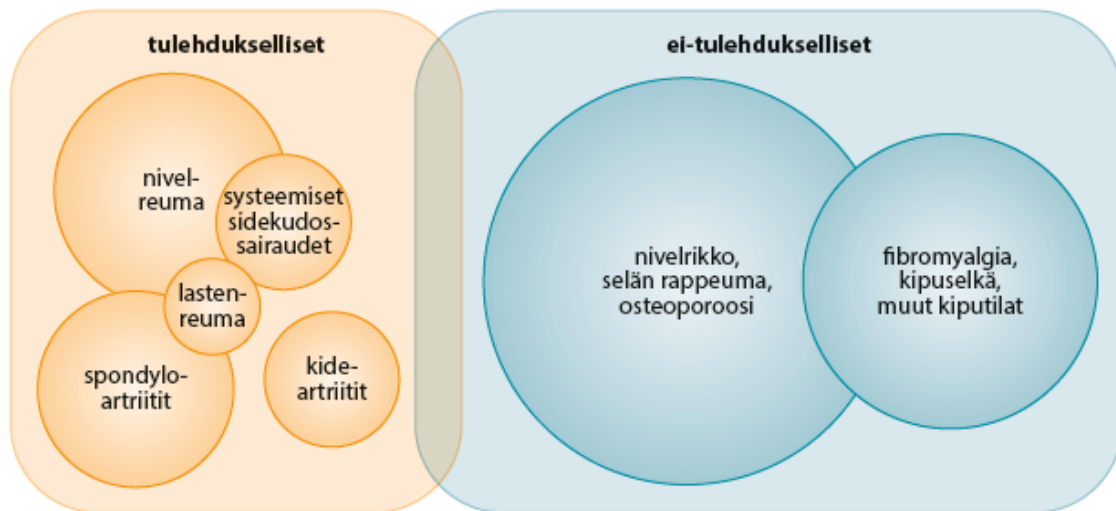 tulehdukselliset
ei-tulehdukselliset
nivel-
reuma
systeemiset
sidekudos-
sairaudet
lasten-
reuma
spondylo-
artriitit
kide-
artriitit
nivelrikko,
selän rappeuma,
osteoporoosi
fibromyalgia,
kipuselkä,
muut kiputilat